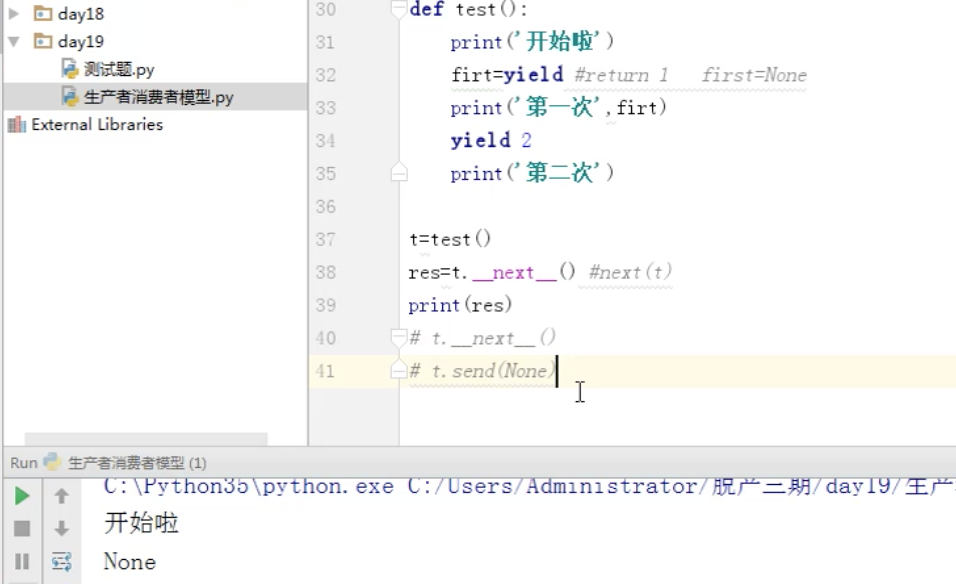 day18
day19
测试题.py
生产者消费者模型.py
External Libraries
30 def test():
31 print('开始啦')
32 firt=yield #return 1 first=None
33 print('第一次',firt)
34 yield 2
35 print('第二次')
36
37 t=test()
38 res=t.__next__() #next(t)
39 print(res)
40 # t.__next__()
41 # t.send(None)
Run 生产者消费者模型 (1)
C:\Python35\python.exe C:/Users/Administrator/脱产三期/day19/生产
开始啦
None